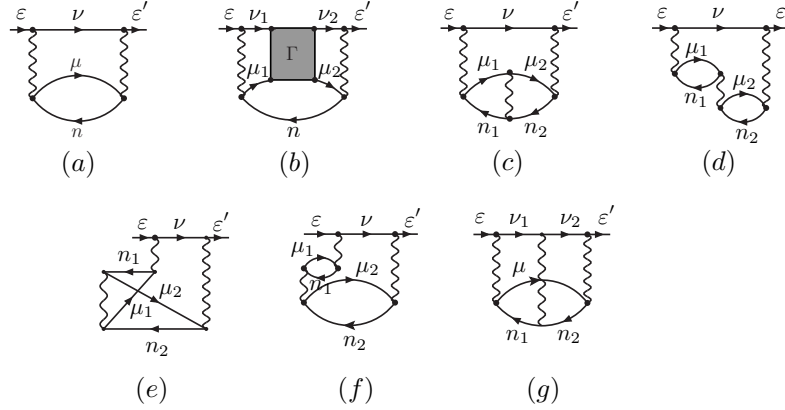 ε ν ε′ ε ν₁ ν₂ ε′ ε ν ε′ ε ν ε
μ Γ μ₁ μ₂ μ₁ μ₂ μ₁ μ₂
n n n₁ n₂ n₁ n₂
(a) (b) (c) (d)
ε ν ε′ ε ν ε′ ε ν₁ ν₂ ε′
n₁ μ₁ μ₂ μ₁ n₁ μ₂ μ
n₂ n₂ n₁ n₂
(e) (f) (g)